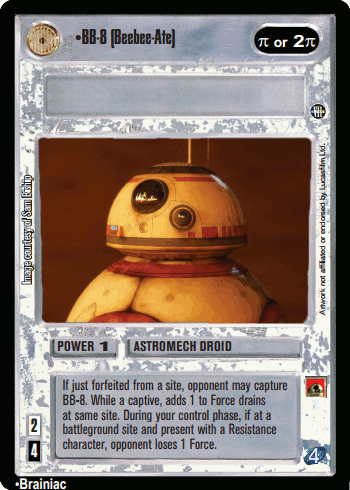 •BB-8 (Beebee-Ate)
π or 2π
Image courtesy of Sam Biship
Artwork not affiliated or endorsed by Lucasfilm Ltd.
POWER 1
ASTROMECH DROID
If just forfeited from a site, opponent may capture
BB-8. While a captive, adds 1 to Force drains
at same site. During your control phase, if at a
battleground site and present with a Resistance
character, opponent loses 1 Force.
2
4
4
•Brainiac